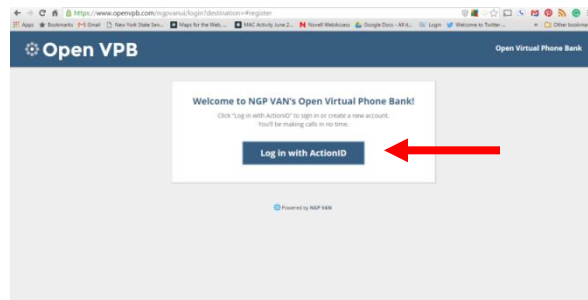 https://www.openvpb.com/ngpvanui/login?destination=#register
Apps Bookmarks Gmail New York State Sen... Maps for the Web, ... MAC Activity June 2... Novell WebAccess Google Docs - All it... Login Welcome to Twitter ... » Other bookmar
Open VPB
Open Virtual Phone Bank
Welcome to NGP VAN's Open Virtual Phone Bank!
Click "Log in with ActionID" to sign in or create a new account.
You'll be making calls in no time.
Log in with ActionID
Powered by NGP VAN